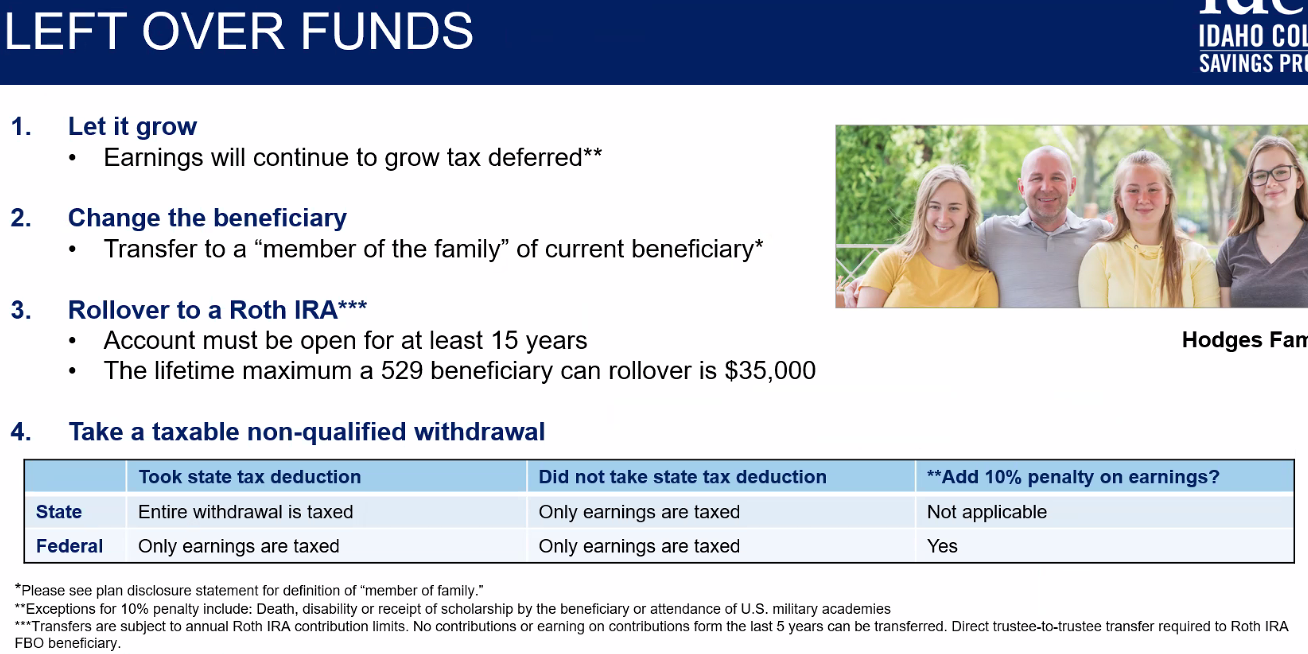 LEFT OVER FUNDS
IDAHO COL
SAVINGS PRO
1. Let it grow
• Earnings will continue to grow tax deferred**
2. Change the beneficiary
• Transfer to a “member of the family” of current beneficiary*
3. Rollover to a Roth IRA***
• Account must be open for at least 15 years
• The lifetime maximum a 529 beneficiary can rollover is $35,000
Hodges Fam
4. Take a taxable non-qualified withdrawal
Took state tax deduction Did not take state tax deduction **Add 10% penalty on earnings?
State Entire withdrawal is taxed Only earnings are taxed Not applicable
Federal Only earnings are taxed Only earnings are taxed Yes
*Please see plan disclosure statement for definition of “member of family.”
**Exceptions for 10% penalty include: Death, disability or receipt of scholarship by the beneficiary or attendance of U.S. military academies
***Transfers are subject to annual Roth IRA contribution limits. No contributions or earning on contributions form the last 5 years can be transferred. Direct trustee-to-trustee transfer required to Roth IRA
FBO beneficiary.